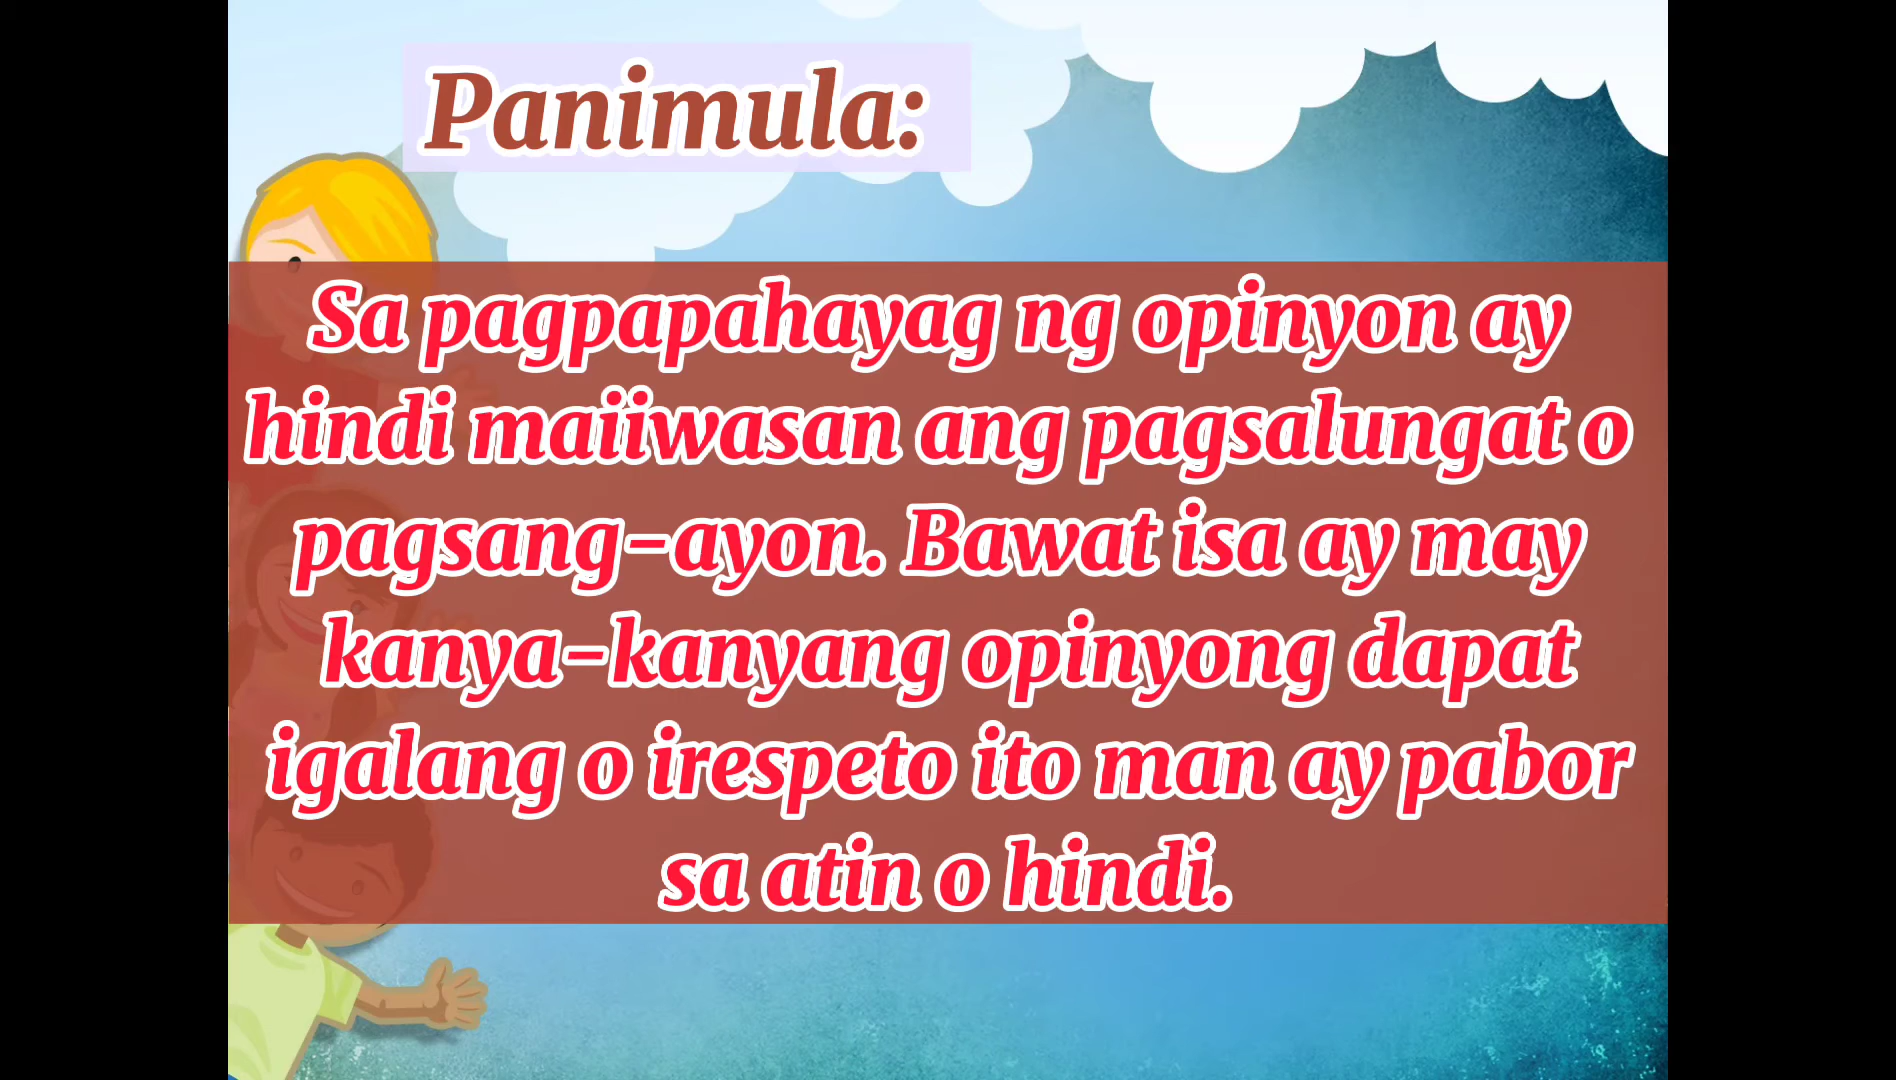 Panimula:
Sa pagpapahayag ng opinyon ay
hindi maiiwasan ang pagsalungat o
pagsang-ayon. Bawat isa ay may
kanya-kanyang opinyong dapat
igalang o irespeto ito man ay pabor
sa atin o hindi.